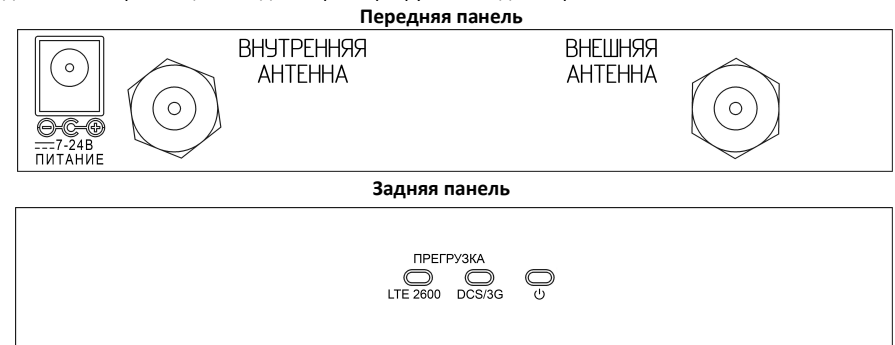 Передняя панель
ВНУТРЕННЯЯ
АНТЕННА
ВНЕШНЯЯ
АНТЕННА
7-24В
ПИТАНИЕ
Задняя панель
ПРЕГРУЗКА
LTE 2600 DCS/3G